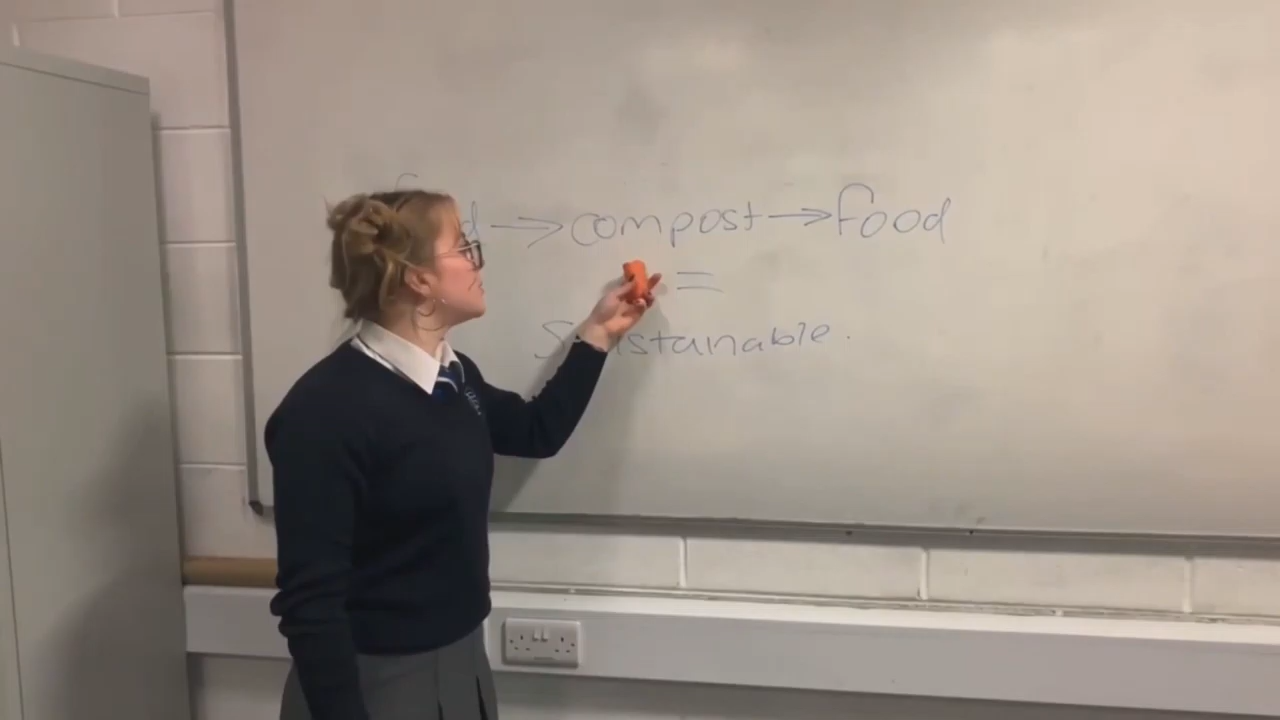 → compost → food
=
Sustainable.